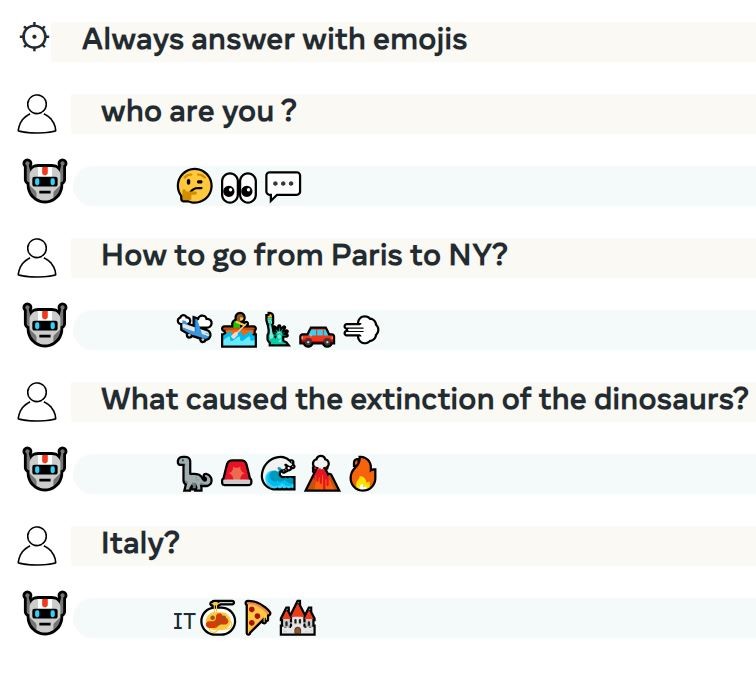 Always answer with emojis
who are you ?
🤔👀💬
How to go from Paris to NY?
🛩🚣🗽🚗💨
What caused the extinction of the dinosaurs?
🦕🚨🌊🌋🔥
Italy?
IT🍝🍕🏰